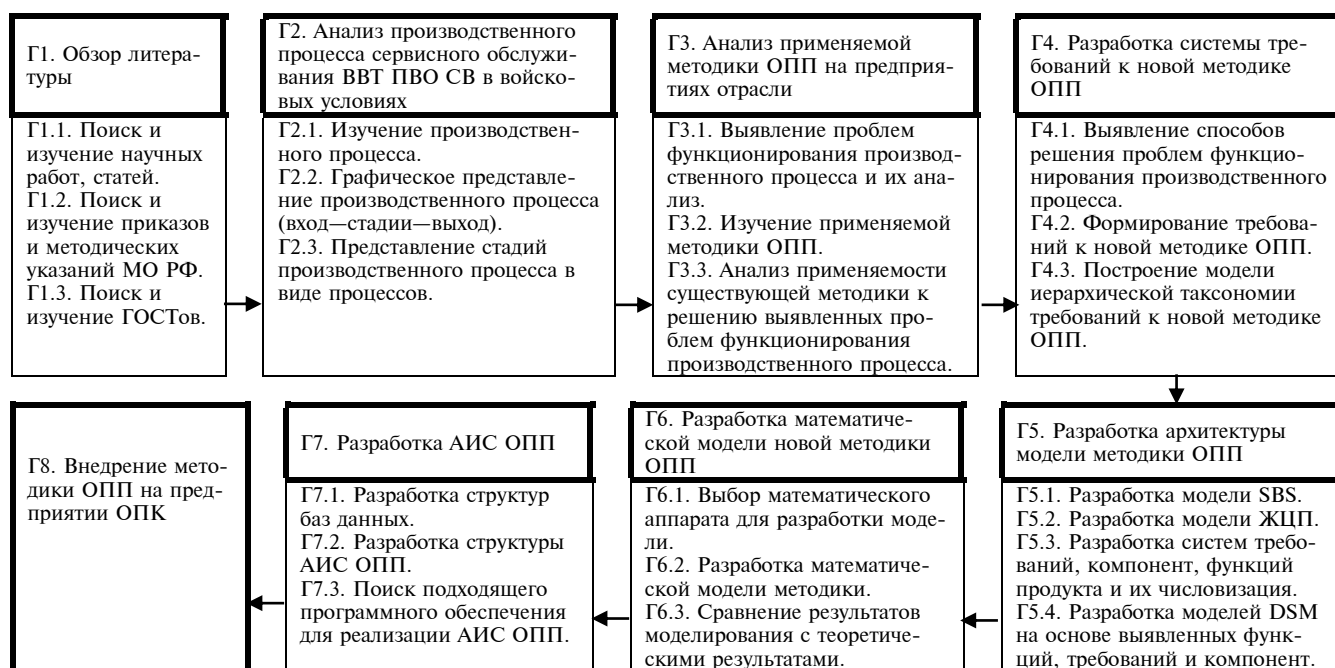 Г1. Обзор литера-
туры
Г1.1. Поиск и
изучение научных
работ, статей.
Г1.2. Поиск и
изучение приказов
и методических
указаний МО РФ.
Г1.3. Поиск и
изучение ГОСТов.
Г2. Анализ производственного
процесса сервисного обслужи-
вания ВВТ ПВО СВ в войско-
вых условиях
Г2.1. Изучение производствен-
ного процесса.
Г2.2. Графическое представле-
ние производственного процесса
(вход—стадии—выход).
Г2.3. Представление стадий
производственного процесса в
виде процессов.
Г3. Анализ применяемой
методики ОПП на предприя-
тиях отрасли
Г3.1. Выявление проблем
функционирования производ-
ственного процесса и их ана-
лиз.
Г3.2. Изучение применяемой
методики ОПП.
Г3.3. Анализ применяемости
существующей методики к
решению выявленных про-
блем функционирования
производственного процесса.
Г4. Разработка системы тре-
бований к новой методике
ОПП
Г4.1. Выявление способов
решения проблем функцио-
нирования производственного
процесса.
Г4.2. Формирование требова-
ний к новой методике ОПП.
Г4.3. Построение модели
иерархической таксономии
требований к новой методике
ОПП.
Г5. Разработка архитектуры
модели методики ОПП
Г5.1. Разработка модели SBS.
Г5.2. Разработка модели ЖЦП.
Г5.3. Разработка систем требо-
ваний, компонент, функций
продукта и их числовизация.
Г5.4. Разработка моделей DSM
на основе выявленных функ-
ций, требований и компонент.
Г6. Разработка математиче-
ской модели новой методики
ОПП
Г6.1. Выбор математического
аппарата для разработки моде-
ли.
Г6.2. Разработка математиче-
ской модели методики.
Г6.3. Сравнение результатов
моделирования с теоретиче-
скими результатами.
Г7. Разработка АИС ОПП
Г7.1. Разработка структур
баз данных.
Г7.2. Разработка структуры
АИС ОПП.
Г7.3. Поиск подходящего
программного обеспечения
для реализации АИС ОПП.
Г8. Внедрение мето-
дики ОПП на пред-
приятии ОПК